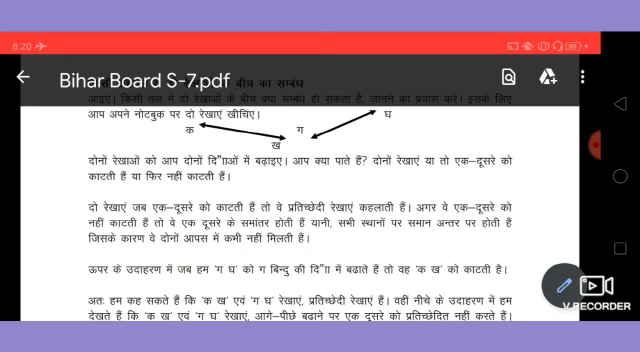 8:20
Bihar Board S-7.pdf
बीच का सम्बंध
आइए। किसी तल में दो रेखाओं के बीच क्या सम्बंध हो सकता है, जानने का प्रयास करें। इसके लिए
आप अपने नोटबुक पर दो रेखाएं खींचिए।
घ
क
ग
ख
दोनों रेखाओं को आप दोनों दि"ााओं में बढ़ाइए। आप क्या पाते हैं? दोनों रेखाएं या तो एक–दूसरे को
काटती हैं या फिर नहीं काटती हैं।
दो रेखाएं जब एक–दूसरे को काटती हैं तो वे प्रतिच्छेदी रेखाएं कहलाती हैं। अगर वे एक–दूसरे को
नहीं काटती हैं तो वे एक दूसरे के समांतर होती हैं यानी, सभी स्थानों पर समान अन्तर पर होती हैं
जिसके कारण वे दोनों आपस में कभी नहीं मिलती हैं।
ऊपर के उदाहरण में जब हम 'ग घ' को ग बिन्दु की दि"ाा में बढाते हैं तो वह 'क ख' को काटती है।
अतः हम कह सकते हैं कि 'क ख' एवं 'ग घ' रेखाएं, प्रतिच्छेदी रेखाएं हैं। वहीं नीचे के उदाहरण में हम
देखते हैं कि 'क ख' एवं 'ग घ' रेखाएं, आगे–पीछे बढाने पर एक दूसरे को प्रतिच्छेदित नहीं करते हैं।
V RECORDER